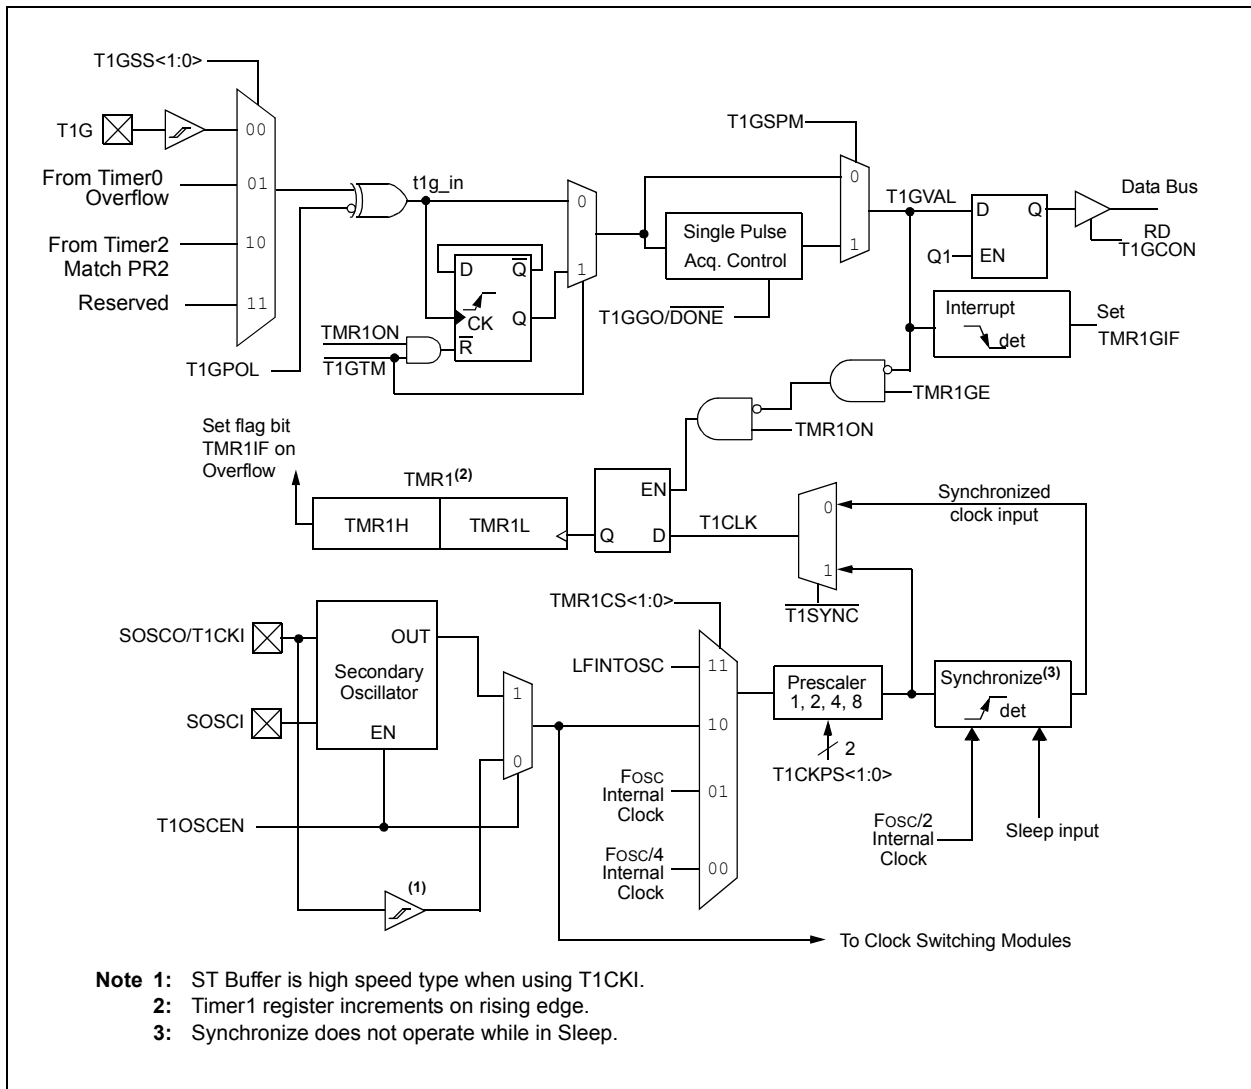 T1GSS<1:0>
T1G
00
From Timer0
Overflow
01
From Timer2
Match PR2
10
Reserved
11
T1GPOL
t1g_in
D
Q
CK
Q
R
TMR1ON
T1GTM
0
1
T1GSPM
0
1
Single Pulse
Acq. Control
T1GGO/DONE
T1GVAL
D
Q
Q1
EN
Data Bus
RD
T1GCON
Interrupt
det
Set
TMR1GIF
TMR1GE
TMR1ON
Set flag bit
TMR1IF on
Overflow
TMR1(2)
TMR1H
TMR1L
EN
Q
D
T1CLK
0
1
T1SYNC
Synchronized
clock input
SOSCO/T1CKI
SOSCI
OUT
Secondary
Oscillator
EN
1
0
T1OSCEN
(1)
TMR1CS<1:0>
LFINTOSC
11
10
FOSC
Internal
Clock
01
FOSC/4
Internal
Clock
00
Prescaler
1, 2, 4, 8
2
T1CKPS<1:0>
Synchronize(3)
det
FOSC/2
Internal
Clock
Sleep input
To Clock Switching Modules
Note 1: ST Buffer is high speed type when using T1CKI.
2: Timer1 register increments on rising edge.
3: Synchronize does not operate while in Sleep.